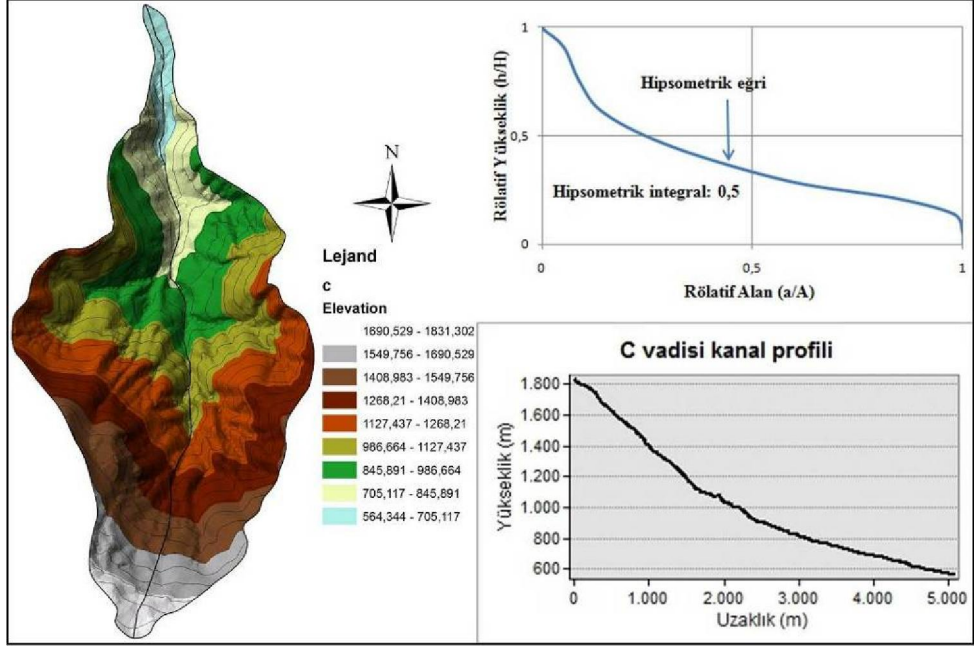 N
Lejand
c
Elevation
1690,529 - 1831,302
1549,756 - 1690,529
1408,983 - 1549,756
1268,21 - 1408,983
1127,437 - 1268,21
986,664 - 1127,437
845,891 - 986,664
705,117 - 845,891
564,344 - 705,117
Rölatif Yükseklik (h/H)
1
0,5
0
Hipsometrik eğri
Hipsometrik integral: 0,5
0
0,5
1
Rölatif Alan (a/A)
C vadisi kanal profili
Yükseklik (m)
1.800
1.600
1.400
1.200
1.000
800
600
0
1.000
2.000
3.000
4.000
5.000
Uzaklık (m)